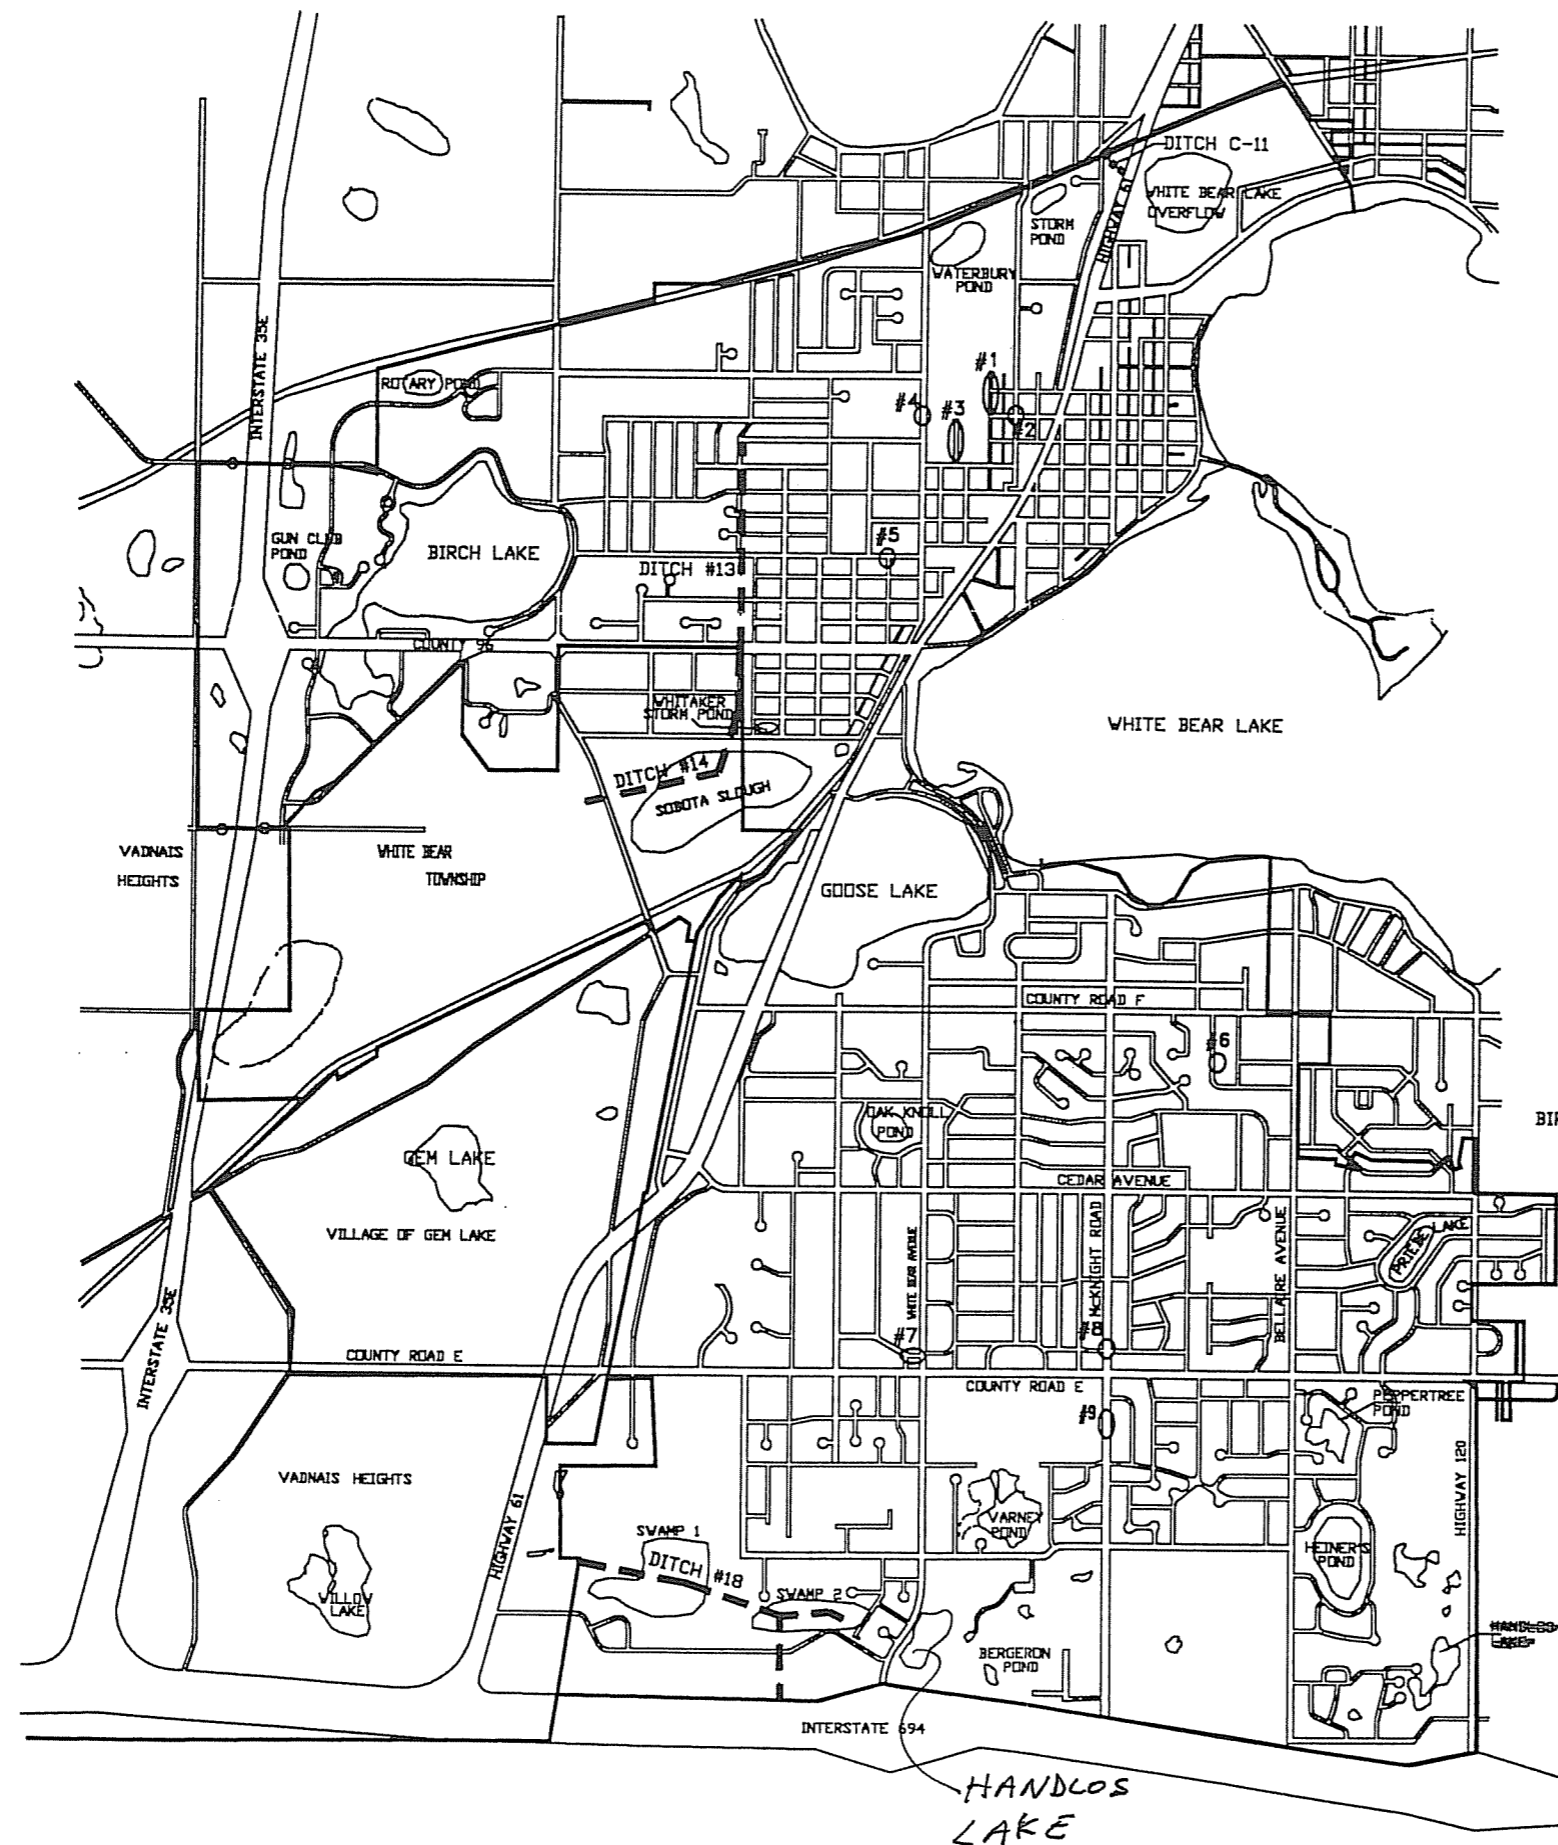 DITCH C-11
WHITE BEAR LAKE
OVERFLOW
STORM
POND
HIGHWAY 61
WATERBURY
POND
INTERSTATE 35E
ROTARY POND
#1
#4
#3
#2
GUN CLUB
POND
BIRCH LAKE
#5
DITCH #13
COUNTY 96
WHITAKER
STORM POND
WHITE BEAR LAKE
DITCH #14
SOBOTA SLOUGH
VADNAIS
HEIGHTS
WHITE BEAR
TOWNSHIP
GOOSE LAKE
COUNTY ROAD F
#6
OAK KNOLL
POND
BIR
GEM LAKE
CEDAR AVENUE
VILLAGE OF GEM LAKE
WHITE BEAR AVENUE
McKNIGHT ROAD
BELLAIRE AVENUE
PRIEBE LAKE
INTERSTATE 35E
#7
#8
COUNTY ROAD E
COUNTY ROAD E
PEPPERTREE
POND
#9
VADNAIS HEIGHTS
HIGHWAY 120
HIGHWAY 61
VARNEY
POND
SWAMP 1
HEINER'S
POND
DITCH #18
WILLOW
LAKE
SWAMP 2
HANDLOS
LAKE
BERGERON
POND
INTERSTATE 694
HANDLOS
LAKE